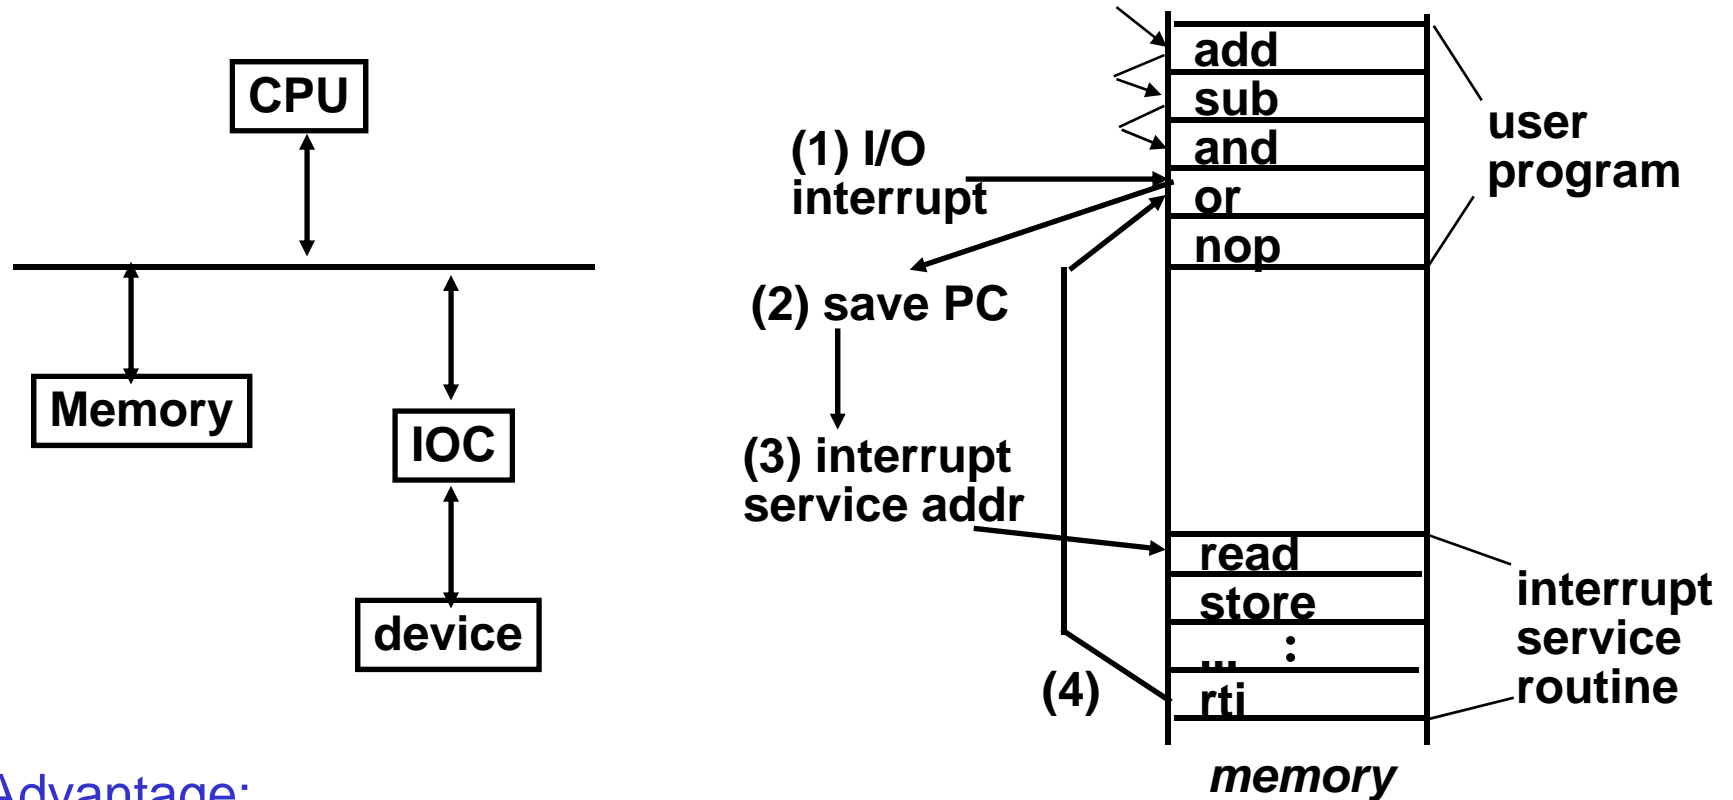 CPU
Memory
IOC
device
(1) I/O
interrupt
(2) save PC
(3) interrupt
service addr
(4)
add
sub
and
or
nop
user
program
read
store
:
...
rti
interrupt
service
routine
memory
Advantage: